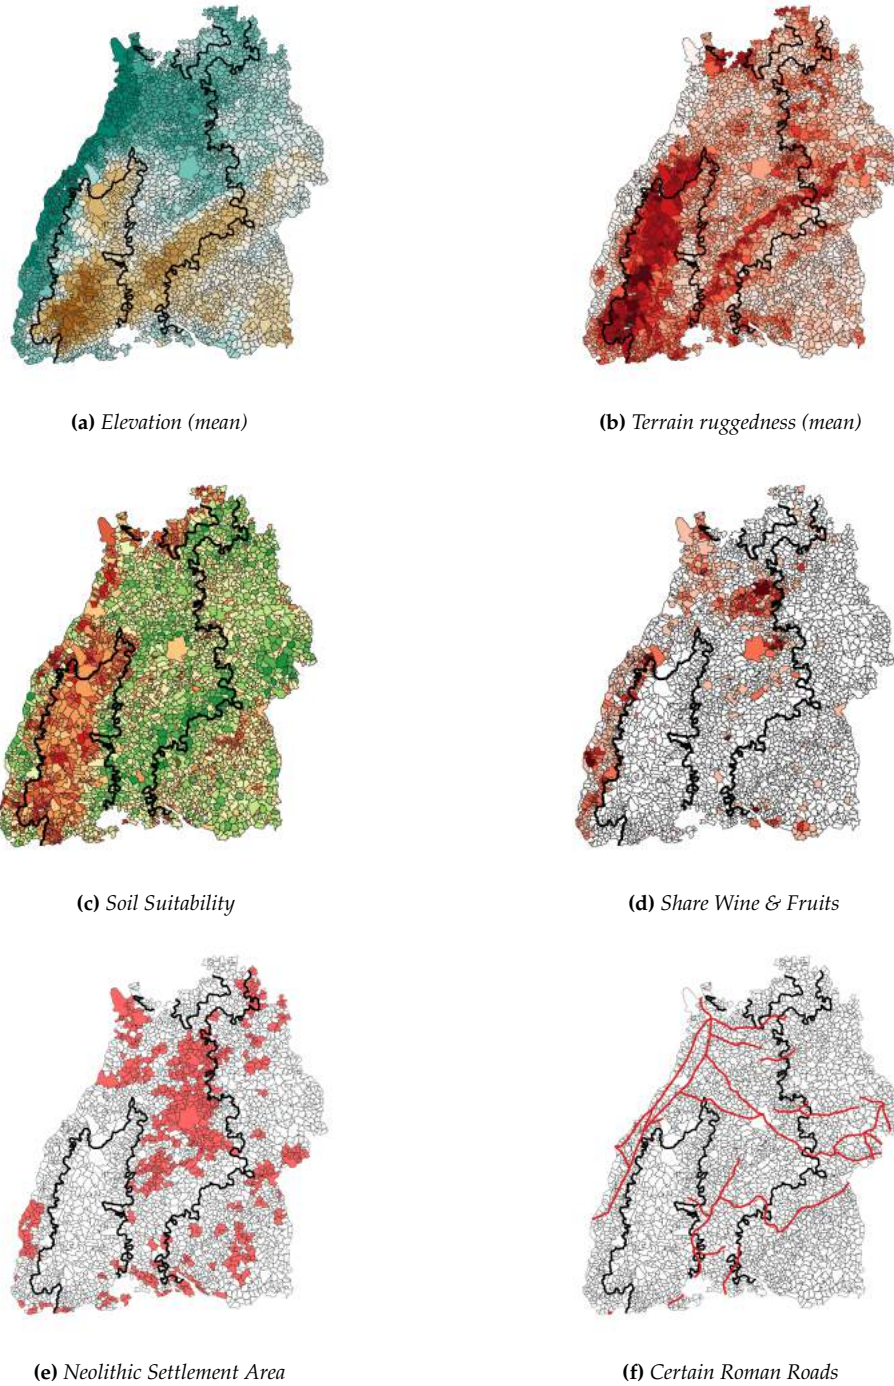 (a) Elevation (mean)
(b) Terrain ruggedness (mean)
(c) Soil Suitability
(d) Share Wine & Fruits
(e) Neolithic Settlement Area
(f) Certain Roman Roads